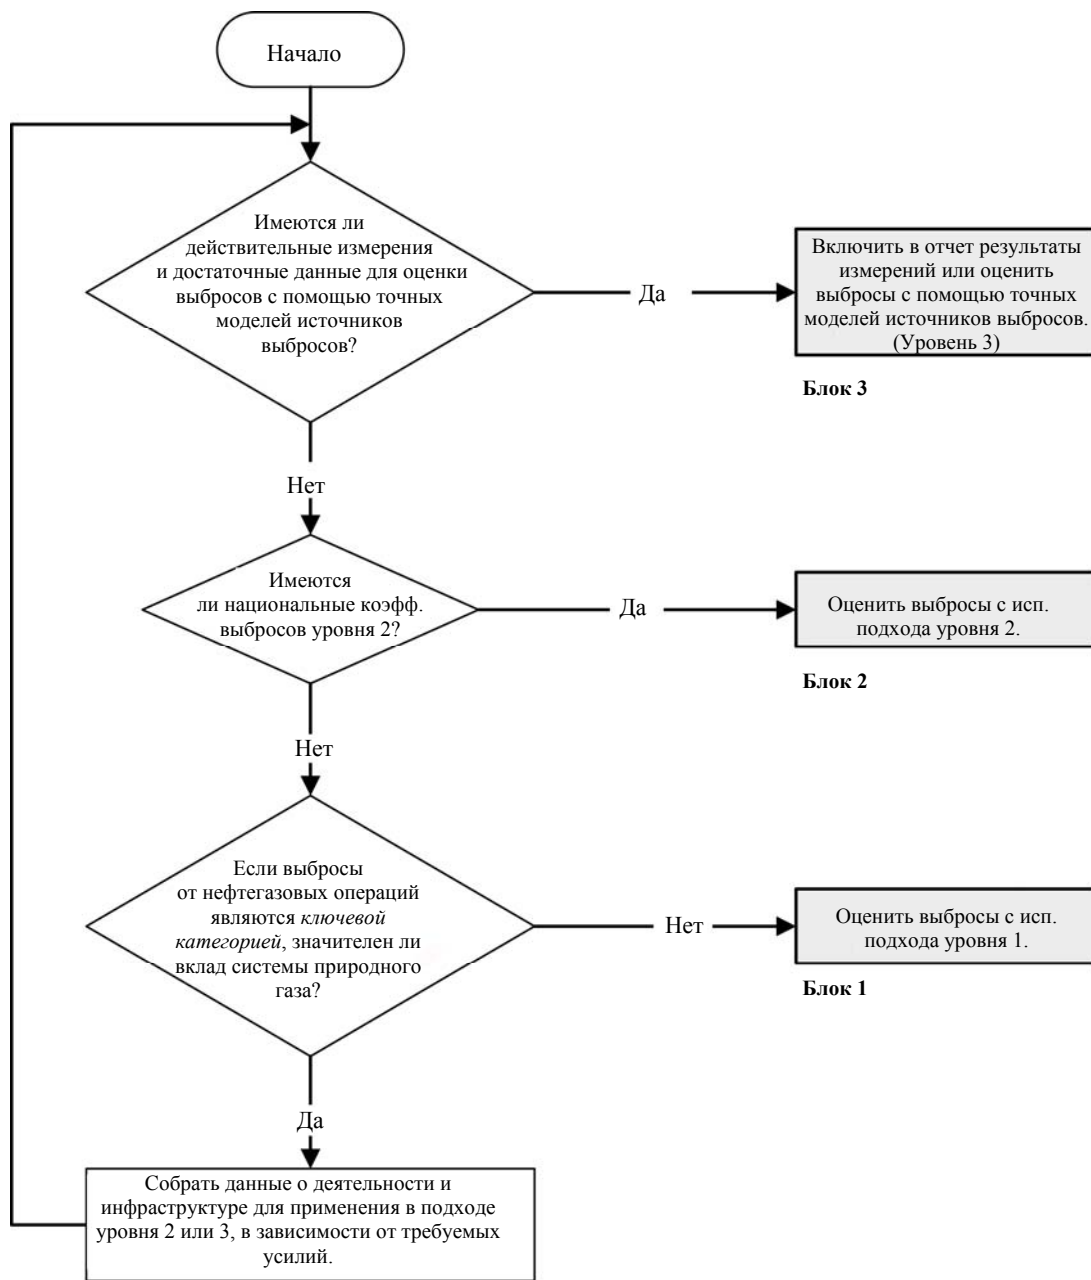 Начало
Имеются ли
действительные измерения
и достаточные данные для оценки
выбросов с помощью точных
моделей источников
выбросов?
Да
Включить в отчет результаты
измерений или оценить
выбросы с помощью точных
моделей источников выбросов.
(Уровень 3)
Блок 3
Нет
Имеются
ли национальные коэфф.
выбросов уровня 2?
Да
Оценить выбросы с исп.
подхода уровня 2.
Блок 2
Нет
Если выбросы
от нефтегазовых операций
являются ключевой
категорией, значителен ли
вклад системы природного
газа?
Нет
Оценить выбросы с исп.
подхода уровня 1.
Блок 1
Да
Собрать данные о деятельности и
инфраструктуре для применения в подходе
уровня 2 или 3, в зависимости от требуемых
усилий.